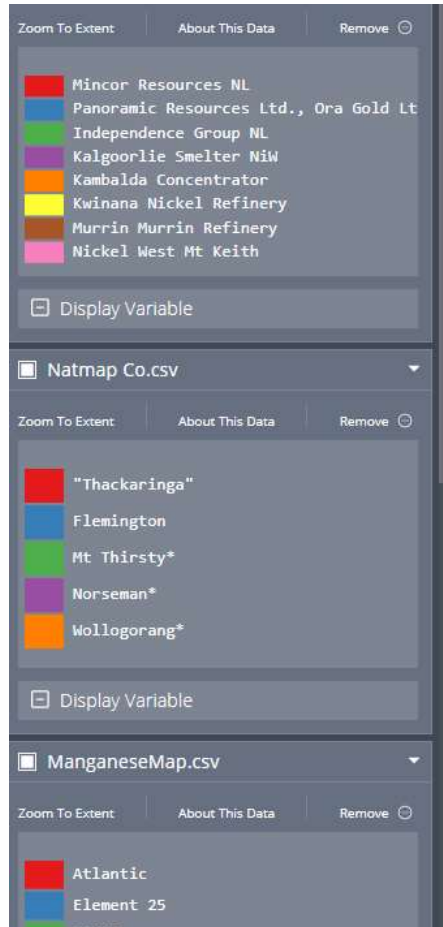 Zoom To Extent About This Data Remove
Mincor Resources NL
Panoramic Resources Ltd., Ora Gold Lt
Independence Group NL
Kalgoorlie Smelter NiW
Kambalda Concentrator
Kwinana Nickel Refinery
Murrin Murrin Refinery
Nickel West Mt Keith
Display Variable
Natmap Co.csv
Zoom To Extent About This Data Remove
"Thackaringa"
Flemington
Mt Thirsty*
Norseman*
Wollogorang*
Display Variable
ManganeseMap.csv
Zoom To Extent About This Data Remove
Atlantic
Element 25